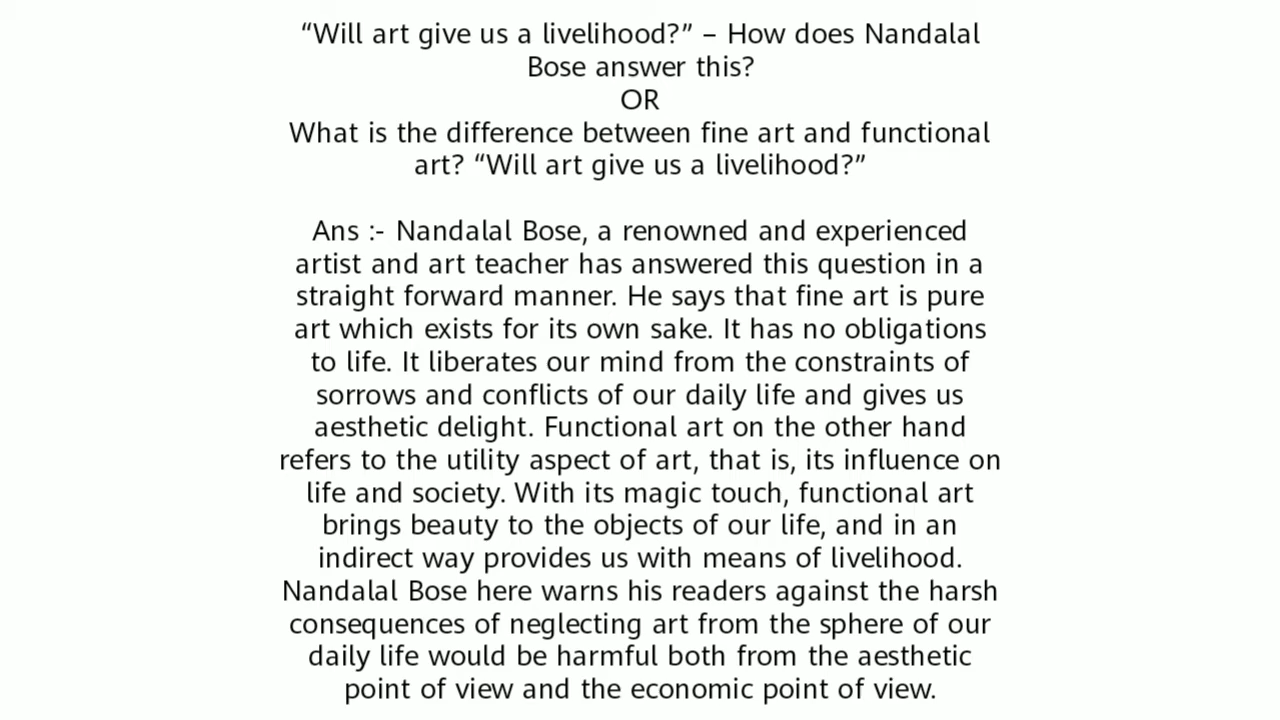 “Will art give us a livelihood?” – How does Nandalal
Bose answer this?
OR
What is the difference between fine art and functional
art? “Will art give us a livelihood?”
Ans :- Nandalal Bose, a renowned and experienced
artist and art teacher has answered this question in a
straight forward manner. He says that fine art is pure
art which exists for its own sake. It has no obligations
to life. It liberates our mind from the constraints of
sorrows and conflicts of our daily life and gives us
aesthetic delight. Functional art on the other hand
refers to the utility aspect of art, that is, its influence on
life and society. With its magic touch, functional art
brings beauty to the objects of our life, and in an
indirect way provides us with means of livelihood.
Nandalal Bose here warns his readers against the harsh
consequences of neglecting art from the sphere of our
daily life would be harmful both from the aesthetic
point of view and the economic point of view.